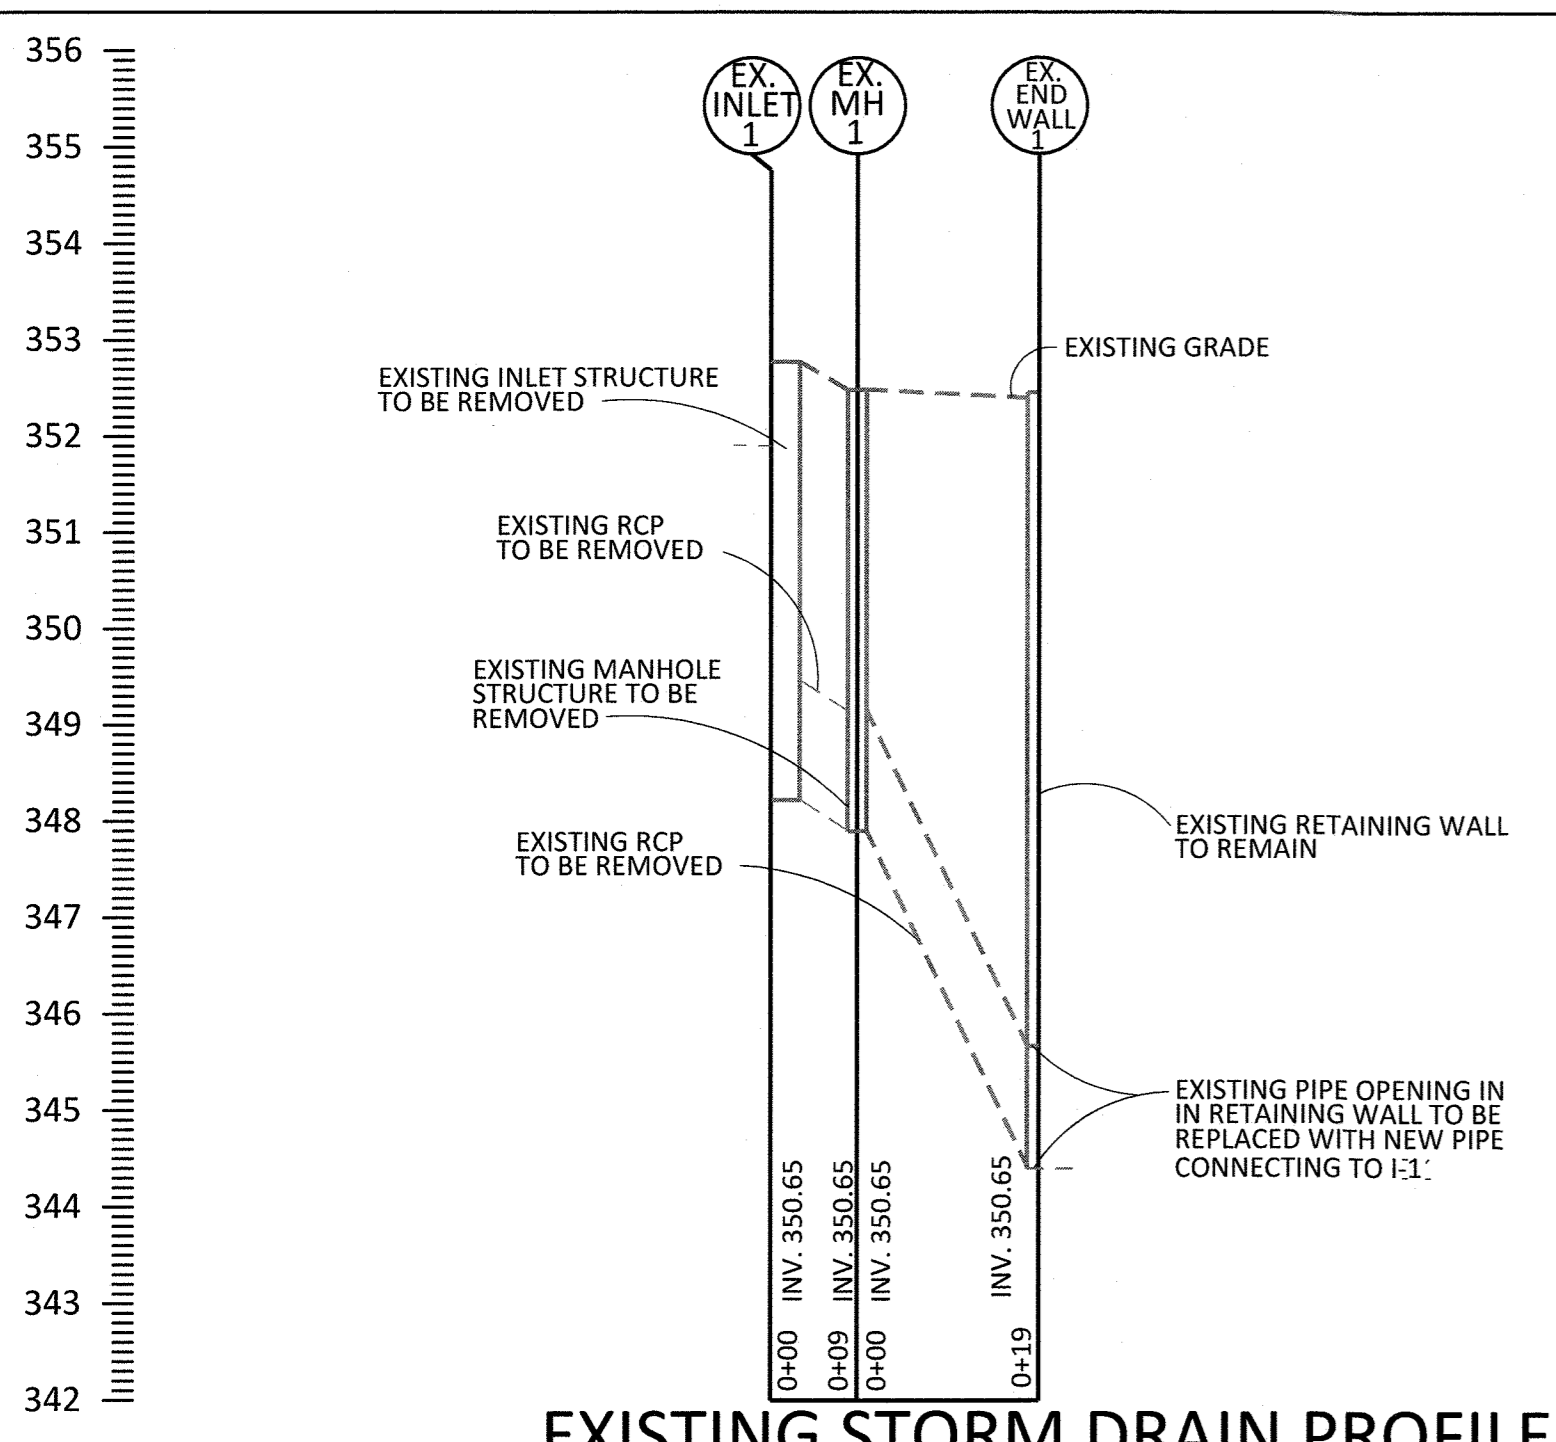 356
355
354
353
352
351
350
349
348
347
346
345
344
343
342
EX.
INLET
1
EX.
MH
1
EX.
END
WALL
1
EXISTING GRADE
EXISTING INLET STRUCTURE
TO BE REMOVED
EXISTING RCP
TO BE REMOVED
EXISTING MANHOLE
STRUCTURE TO BE
REMOVED
EXISTING RCP
TO BE REMOVED
EXISTING RETAINING WALL
TO REMAIN
EXISTING PIPE OPENING IN
IN RETAINING WALL TO BE
REPLACED WITH NEW PIPE
CONNECTING TO
INV. 350.65
INV. 350.65
INV. 350.65
INV. 350.65
0+00
0+09
0+00
0+19
EXISTING STORM DRAIN PROFILE